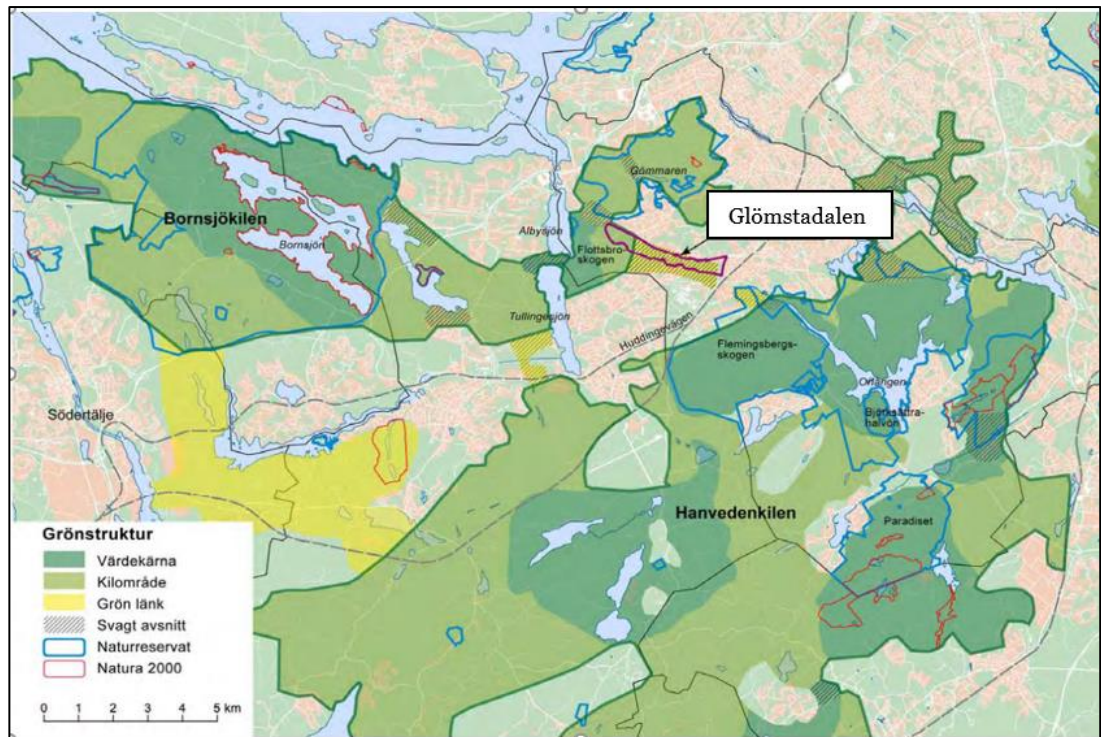 Gömmaren
Glömstadalen
Bornsjökilen
Bornsjön
Albysjön
Flottsbro-
skogen
Tullingesjön
Huddingevägen
Flemingsbergs-
skogen
Orlången
Björksättra-
halvön
Södertälje
Hanvedenkilen
Paradiset
Grönstruktur
Värdekärna
Kilområde
Grön länk
Svagt avsnitt
Naturreservat
Natura 2000
0 1 2 3 4 5 km